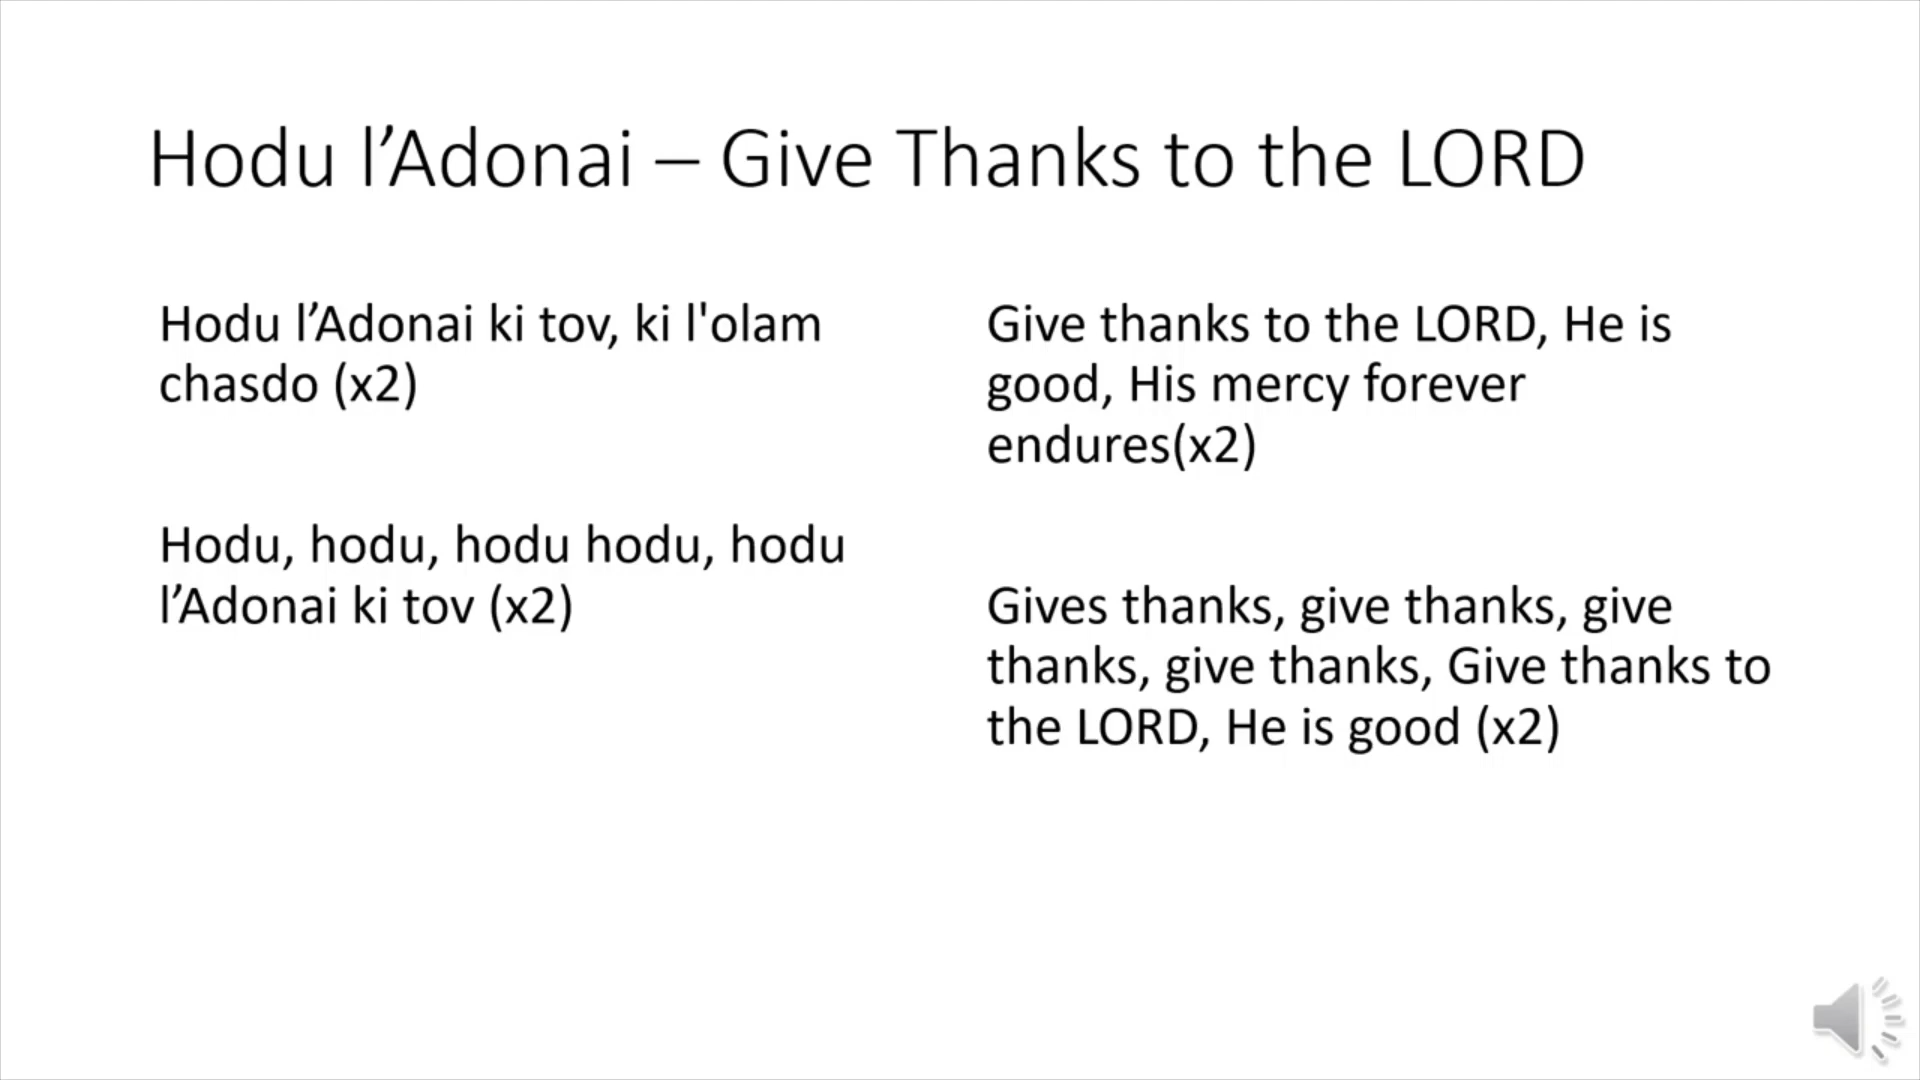 Hodu l’Adonai – Give Thanks to the LORD
Hodu l’Adonai ki tov, ki l'olam
chasdo (x2)
Hodu, hodu, hodu hodu, hodu
l’Adonai ki tov (x2)
Give thanks to the LORD, He is
good, His mercy forever
endures(x2)
Gives thanks, give thanks, give
thanks, give thanks, Give thanks to
the LORD, He is good (x2)